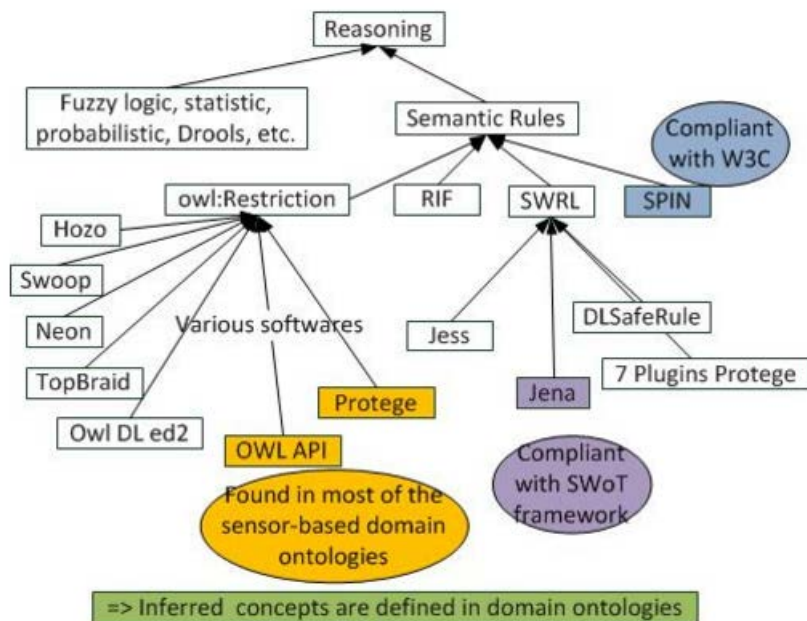 Reasoning
Fuzzy logic, statistic,
probabilistic, Drools, etc.
Semantic Rules
Compliant
with W3C
owl:Restriction
RIF
SWRL
SPIN
Hozo
Swoop
Neon
Various softwares
Jess
DLSafeRule
TopBraid
7 Plugins Protege
Protege
Jena
Owl DL ed2
OWL API
Compliant
with SWoT
framework
Found in most of the
sensor-based domain
ontologies
=> Inferred concepts are defined in domain ontologies